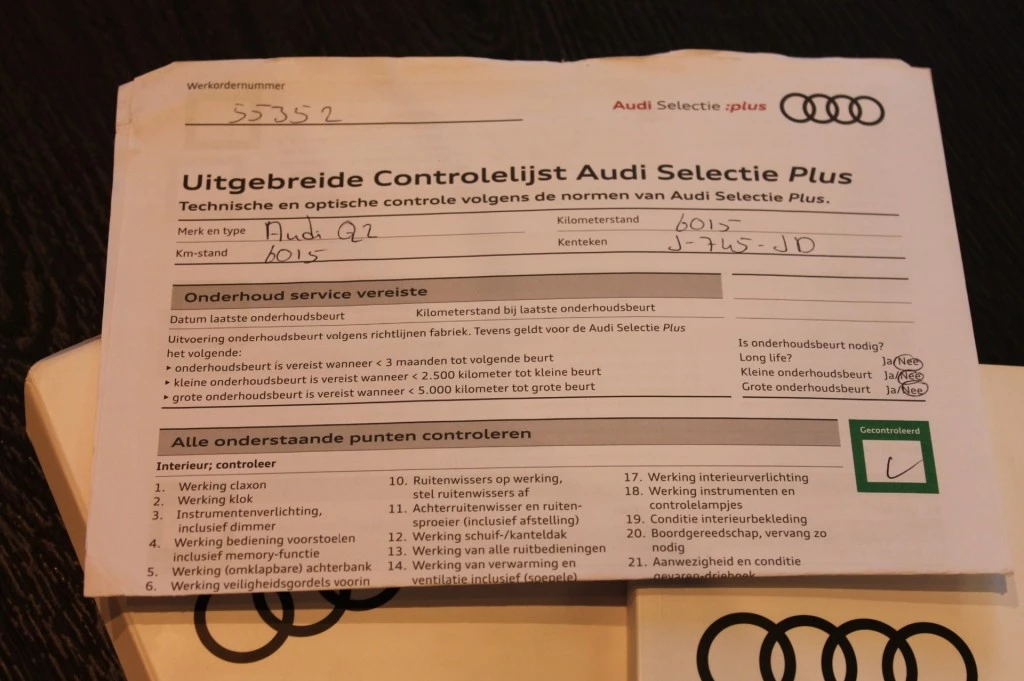 Werkordernummer
55352
Audi Selectie :plus
Uitgebreide Controlelijst Audi Selectie Plus
Technische en optische controle volgens de normen van Audi Selectie Plus.
Merk en type Audi Q2
Kilometerstand 6015
Km-stand 6015
Kenteken J-745-JD
Onderhoud service vereiste
Datum laatste onderhoudsbeurt Kilometerstand bij laatste onderhoudsbeurt
Uitvoering onderhoudsbeurt volgens richtlijnen fabriek. Tevens geldt voor de Audi Selectie Plus
het volgende:
▸ onderhoudsbeurt is vereist wanneer < 3 maanden tot volgende beurt
▸ kleine onderhoudsbeurt is vereist wanneer < 2.500 kilometer tot kleine beurt
▸ grote onderhoudsbeurt is vereist wanneer < 5.000 kilometer tot grote beurt
Is onderhoudsbeurt nodig?
Long life? Ja/Nee
Kleine onderhoudsbeurt Ja/Nee
Grote onderhoudsbeurt Ja/Nee
Alle onderstaande punten controleren
Gecontroleerd
Interieur; controleer
1. Werking claxon
2. Werking klok
3. Instrumentenverlichting,
inclusief dimmer
4. Werking bediening voorstoelen
inclusief memory-functie
5. Werking (omklapbare) achterbank
6. Werking veiligheidsgordels voorin
10. Ruitenwissers op werking,
stel ruitenwissers af
11. Achterruitenwisser en ruiten-
sproeier (inclusief afstelling)
12. Werking schuif-/kanteldak
13. Werking van alle ruitbedieningen
14. Werking van verwarming en
ventilatie inclusief (soepele)
17. Werking interieurverlichting
18. Werking instrumenten en
controlelampjes
19. Conditie interieurbekleding
20. Boordgereedschap, vervang zo
nodig
21. Aanwezigheid en conditie
gevaren-driehoek